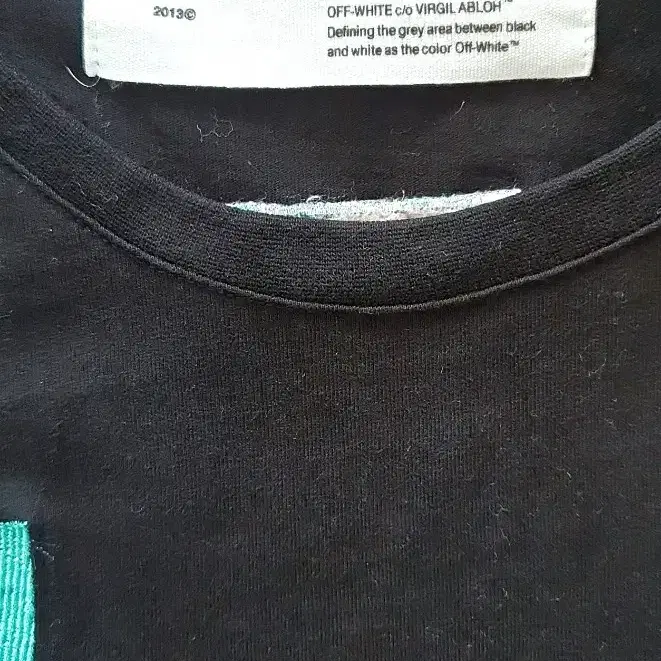 2013©
OFF-WHITE c/o VIRGIL ABLOH™
Defining the grey area between black
and white as the color Off-White™